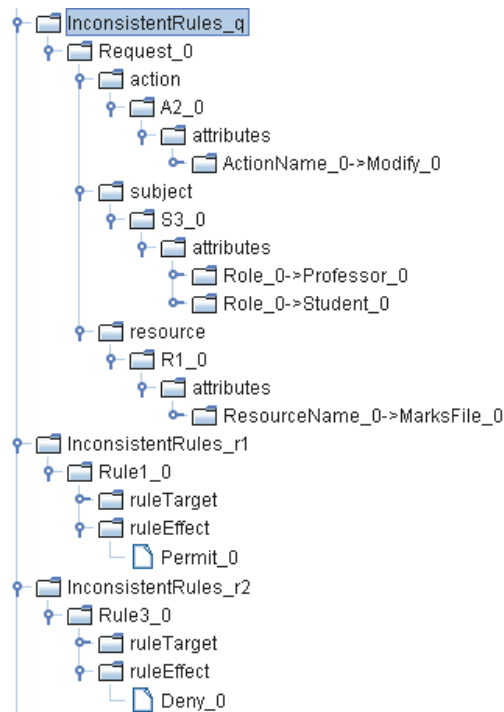 InconsistentRules_q
Request_0
action
A2_0
attributes
ActionName_0->Modify_0
subject
S3_0
attributes
Role_0->Professor_0
Role_0->Student_0
resource
R1_0
attributes
ResourceName_0->MarksFile_0
InconsistentRules_r1
Rule1_0
ruleTarget
ruleEffect
Permit_0
InconsistentRules_r2
Rule3_0
ruleTarget
ruleEffect
Deny_0